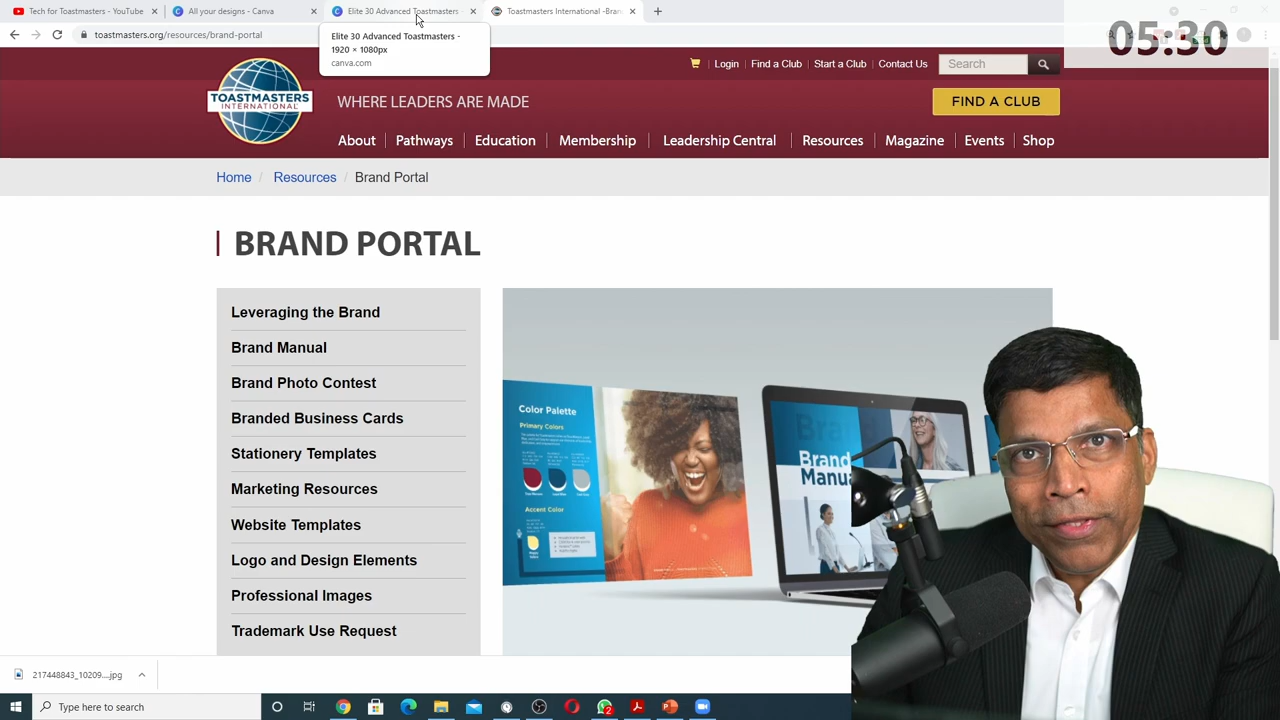 Tech for Toastmasters - YouTube
All your designs - Canva
Elite 30 Advanced Toastmasters
Toastmasters International -Bran
05:30
toastmasters.org/resources/brand-portal
Elite 30 Advanced Toastmasters -
1920 × 1080px
canva.com
Login
Find a Club
Start a Club
Contact Us
Search
TOASTMASTERS
INTERNATIONAL
WHERE LEADERS ARE MADE
FIND A CLUB
About
Pathways
Education
Membership
Leadership Central
Resources
Magazine
Events
Shop
Home / Resources / Brand Portal
BRAND PORTAL
Leveraging the Brand
Brand Manual
Brand Photo Contest
Branded Business Cards
Stationery Templates
Marketing Resources
Website Templates
Logo and Design Elements
Professional Images
Trademark Use Request
Color Palette
Primary Colors
Accent Color
Brand
Manua
217448843_10209....jpg
Type here to search
2